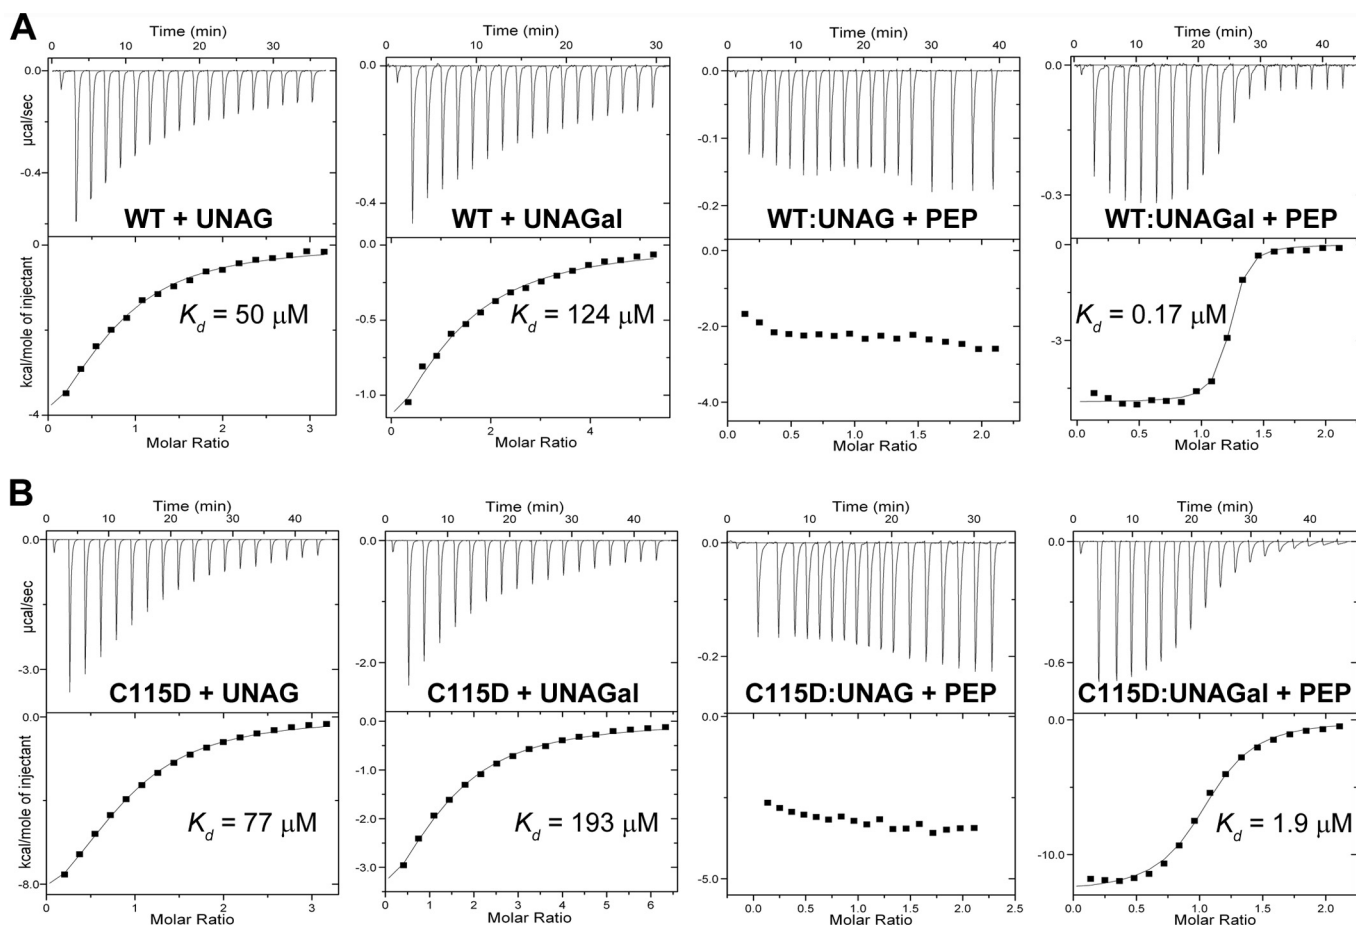 A
Time (min)
0 10 20 30
0.0
-0.4
µcal/sec
WT + UNAG
0
-4
kcal/mole of injectant
Kd = 50 µM
0 1 2 3
Molar Ratio
Time (min)
0 10 20 30
0.0
-0.4
WT + UNAGal
0.0
-0.5
-1.0
Kd = 124 µM
0 2 4
Molar Ratio
Time (min)
0 10 20 30 40
0.0
-0.1
-0.2
WT:UNAG + PEP
0.0
-2.0
-4.0
0.0 0.5 1.0 1.5 2.0
Molar Ratio
Time (min)
0 10 20 30 40
0.0
-0.3
WT:UNAGal + PEP
0
-3
Kd = 0.17 µM
0.0 0.5 1.0 1.5 2.0
Molar Ratio
B
Time (min)
0 10 20 30 40
0.0
-3.0
µcal/sec
C115D + UNAG
0.0
-8.0
kcal/mole of injectant
Kd = 77 µM
0 1 2 3
Molar Ratio
Time (min)
0 10 20 30 40
0.0
-2.0
C115D + UNAGal
0.0
-1.0
-2.0
-3.0
Kd = 193 µM
0 1 2 3 4 5 6
Molar Ratio
Time (min)
0 10 20 30
0.0
-0.2
C115D:UNAG + PEP
0.0
-5.0
0.0 0.5 1.0 1.5 2.0 2.5
Molar Ratio
Time (min)
0 10 20 30 40
0.0
-0.6
C115D:UNAGal + PEP
0.0
-10.0
Kd = 1.9 µM
0.0 0.5 1.0 1.5 2.0
Molar Ratio